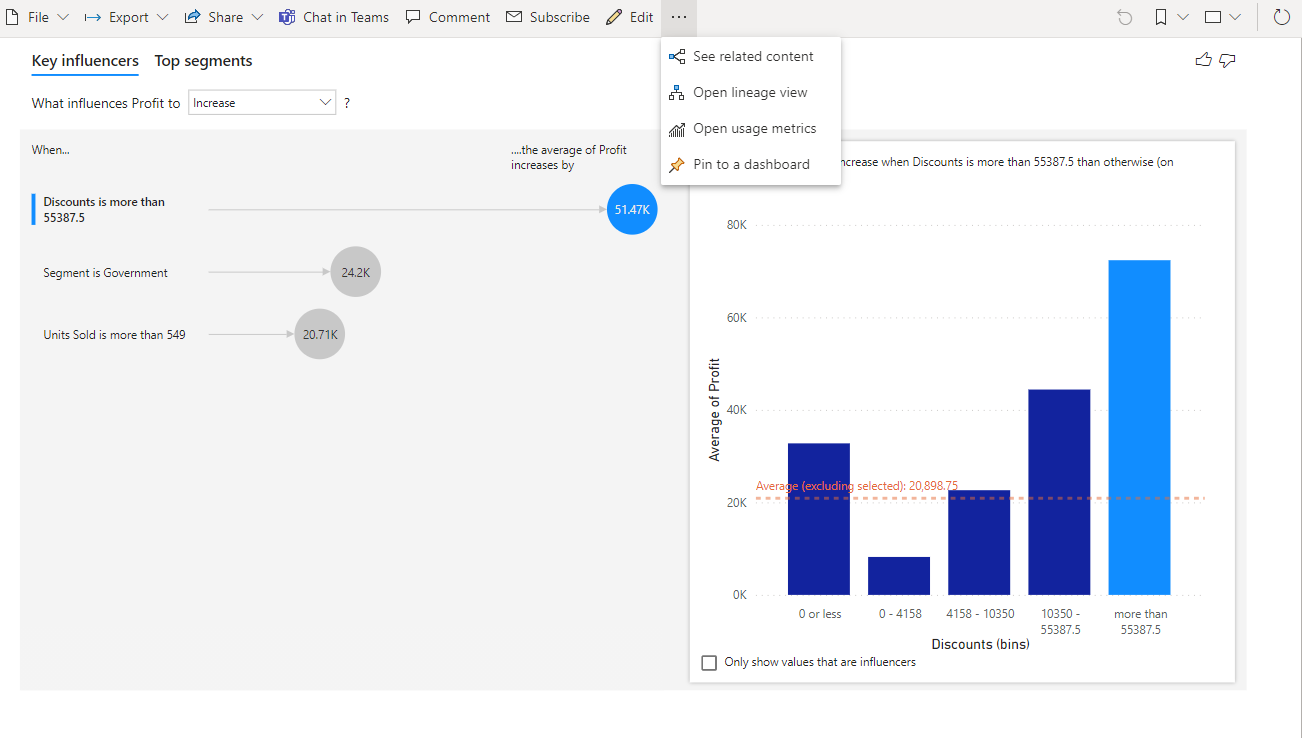 File Export Share Chat in Teams Comment Subscribe Edit ...
See related content
Open lineage view
Open usage metrics
Pin to a dashboard
Key influencers Top segments
What influences Profit to Increase ?
When...
....the average of Profit
increases by
Discounts is more than
55387.5
51.47K
Segment is Government
24.2K
Units Sold is more than 549
20.71K
increase when Discounts is more than 55387.5 than otherwise (on
80K
60K
40K
20K
0K
Average of Profit
Average (excluding selected): 20,898.75
0 or less
0 - 4158
4158 - 10350
10350 -
55387.5
more than
55387.5
Discounts (bins)
Only show values that are influencers